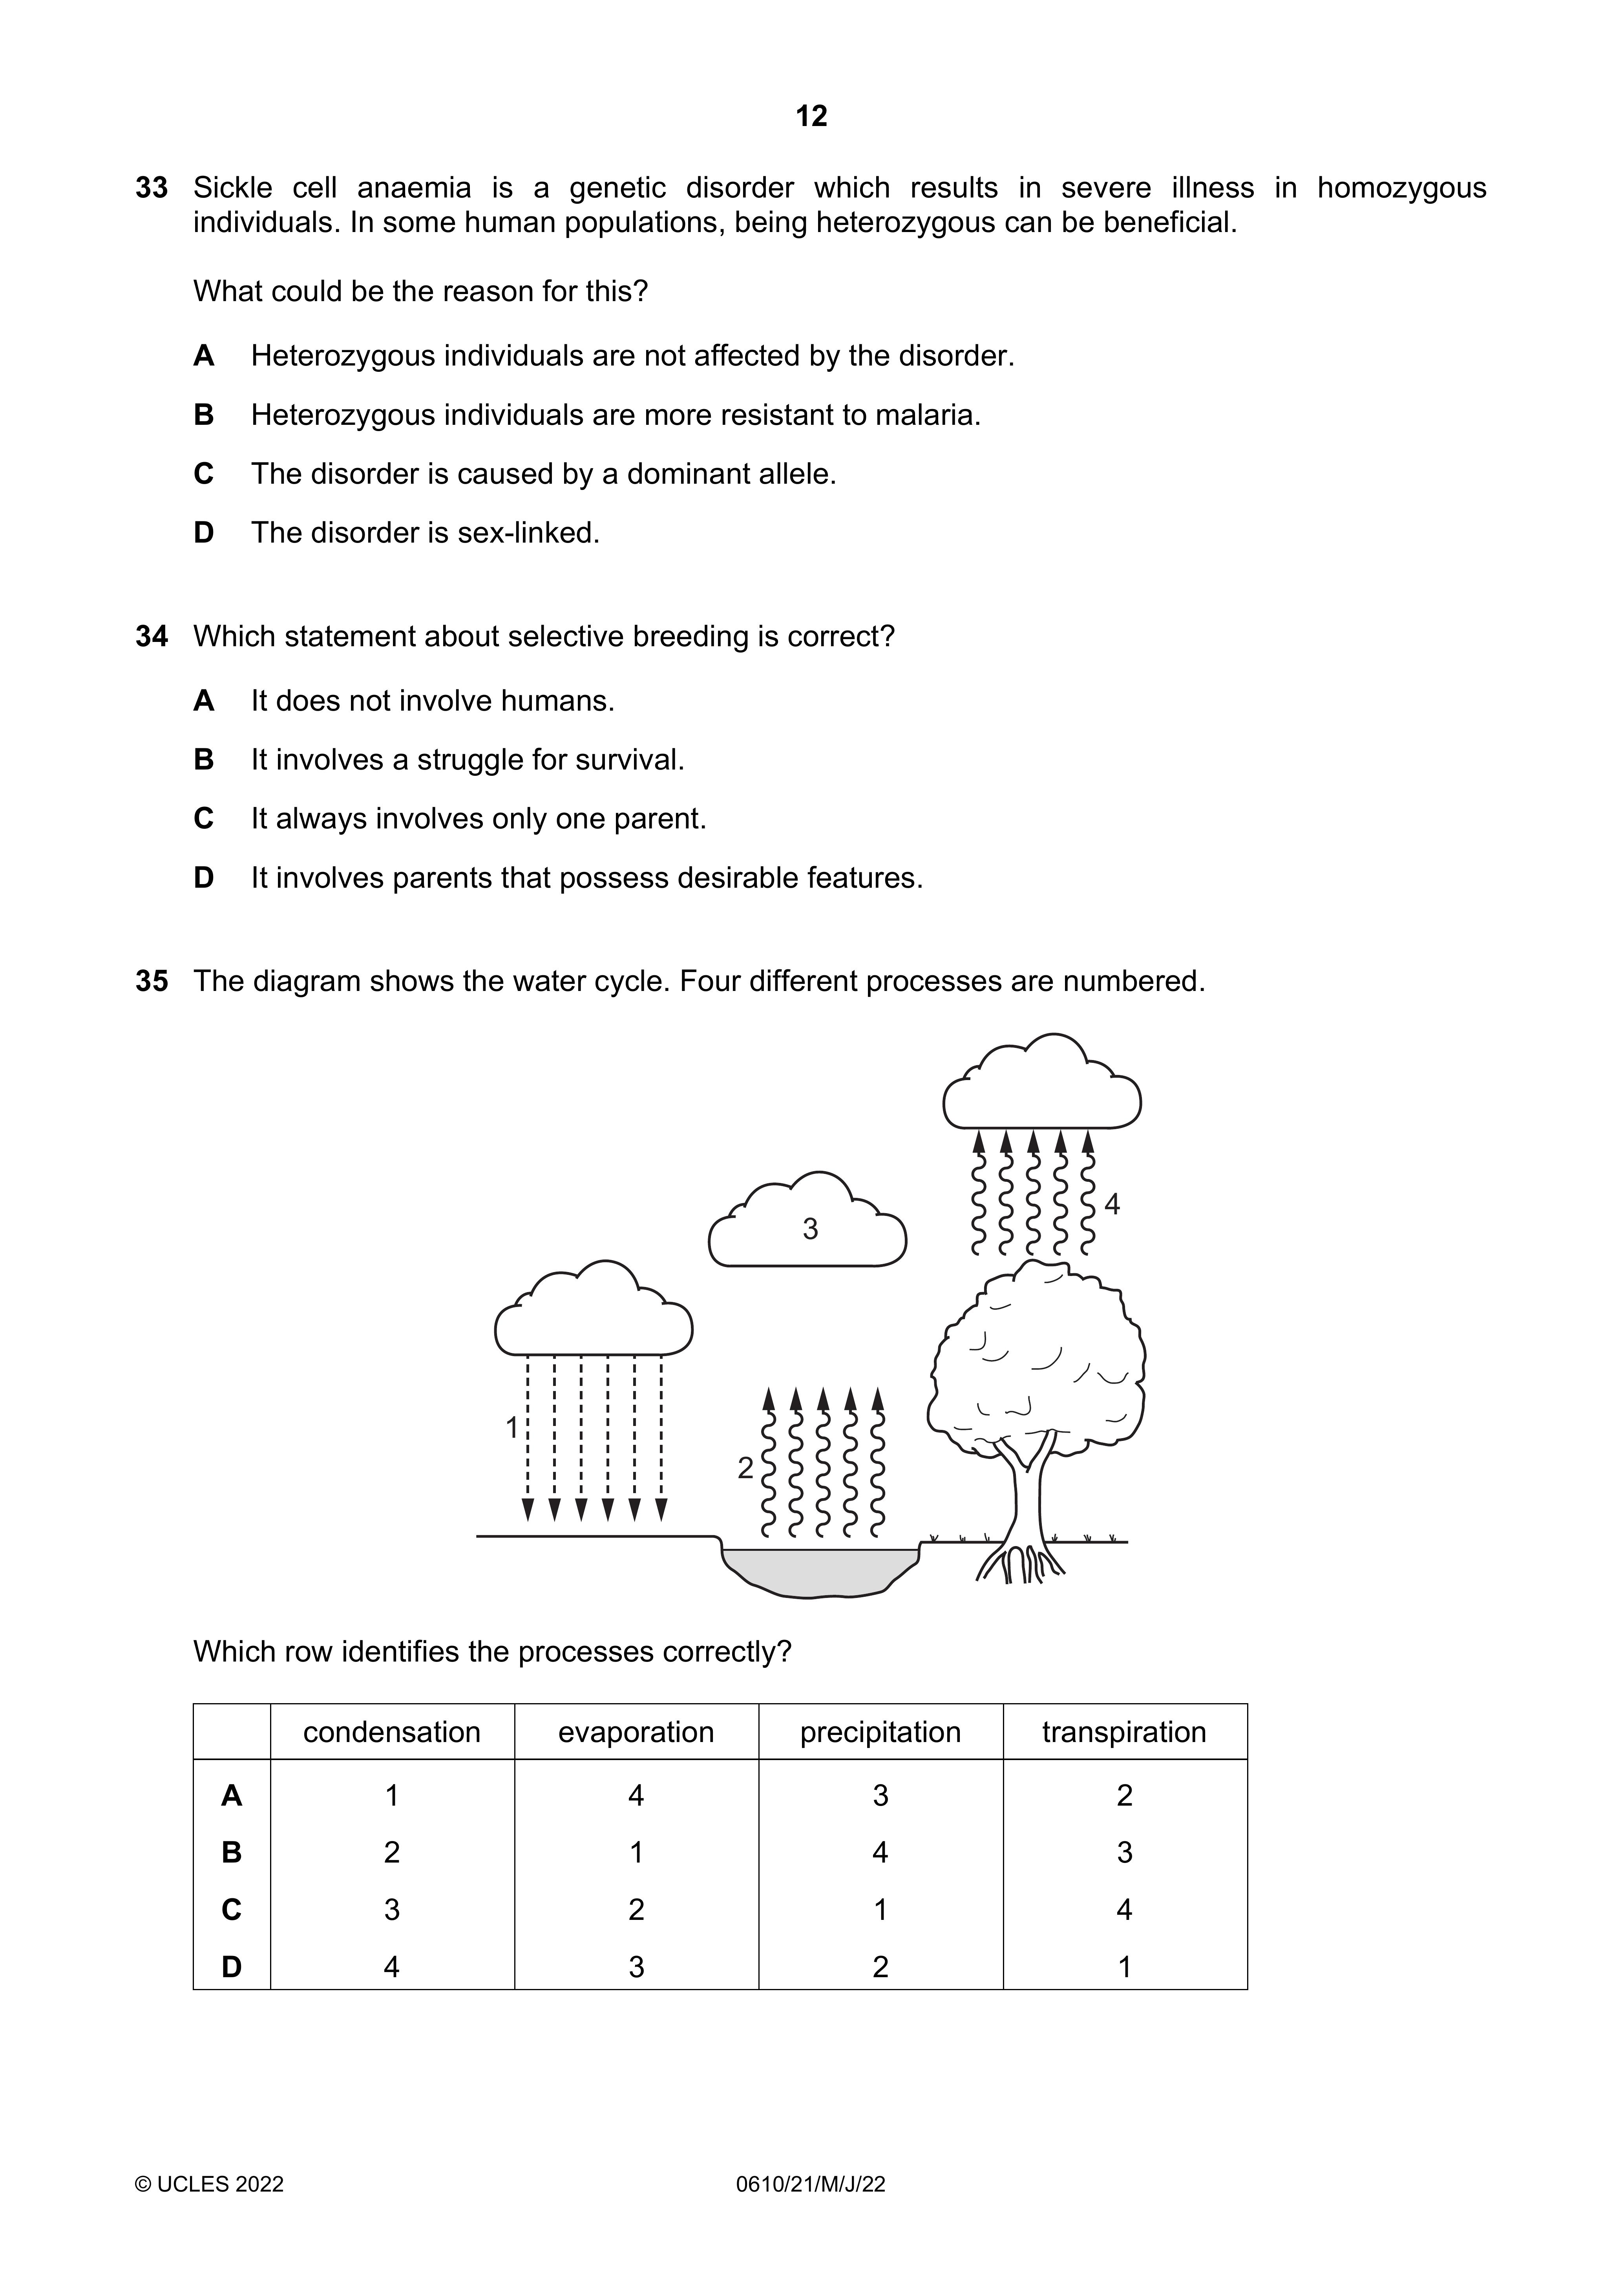 12
33 Sickle cell anaemia is a genetic disorder which results in severe illness in homozygous
individuals. In some human populations, being heterozygous can be beneficial.
What could be the reason for this?
A Heterozygous individuals are not affected by the disorder.
B Heterozygous individuals are more resistant to malaria.
C The disorder is caused by a dominant allele.
D The disorder is sex-linked.
34 Which statement about selective breeding is correct?
A It does not involve humans.
B It involves a struggle for survival.
C It always involves only one parent.
D It involves parents that possess desirable features.
35 The diagram shows the water cycle. Four different processes are numbered.
4
3
1
2
Which row identifies the processes correctly?
condensation evaporation precipitation transpiration
A 1 4 3 2
B 2 1 4 3
C 3 2 1 4
D 4 3 2 1
© UCLES 2022 0610/21/M/J/22